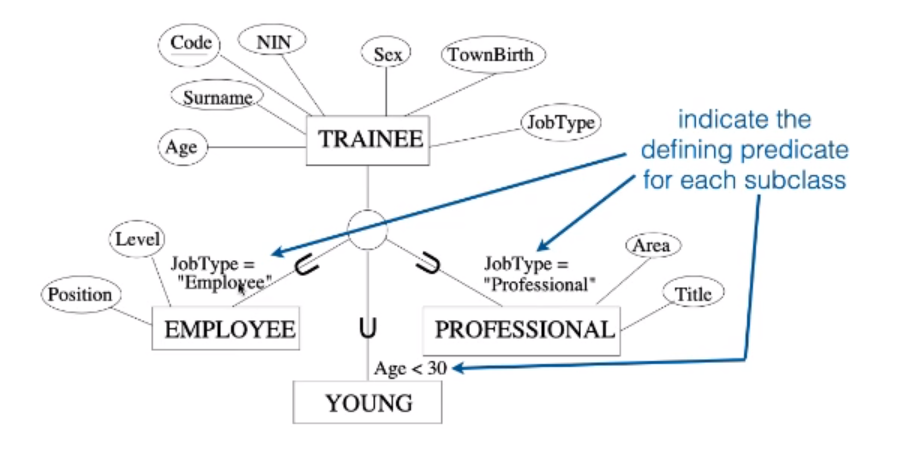 Code
NIN
Sex
TownBirth
Surname
JobType
TRAINEE
Age
indicate the
defining predicate
for each subclass
Level
JobType =
"Employee"
JobType =
"Professional"
Area
Position
Title
EMPLOYEE
PROFESSIONAL
Age < 30
YOUNG